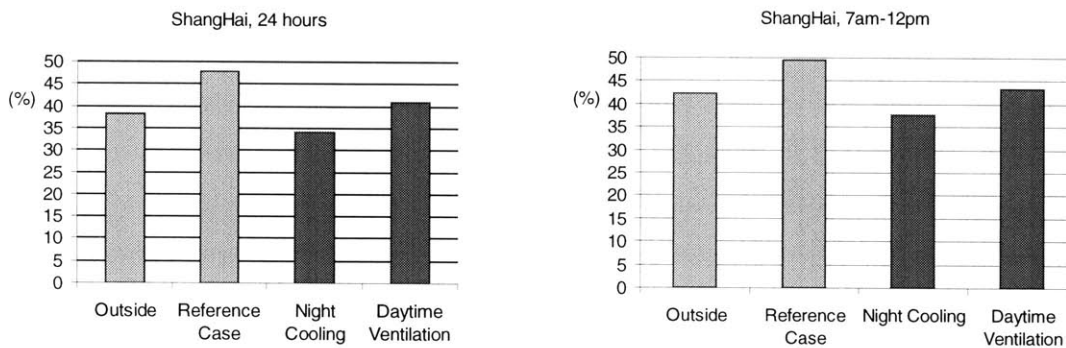 ShangHai, 24 hours
(%)
50
45
40
35
30
25
20
15
10
5
0
Outside
Reference
Case
Night
Cooling
Daytime
Ventilation
ShangHai, 7am-12pm
(%)
50
45
40
35
30
25
20
15
10
5
0
Outside
Reference
Case
Night Cooling
Daytime
Ventilation